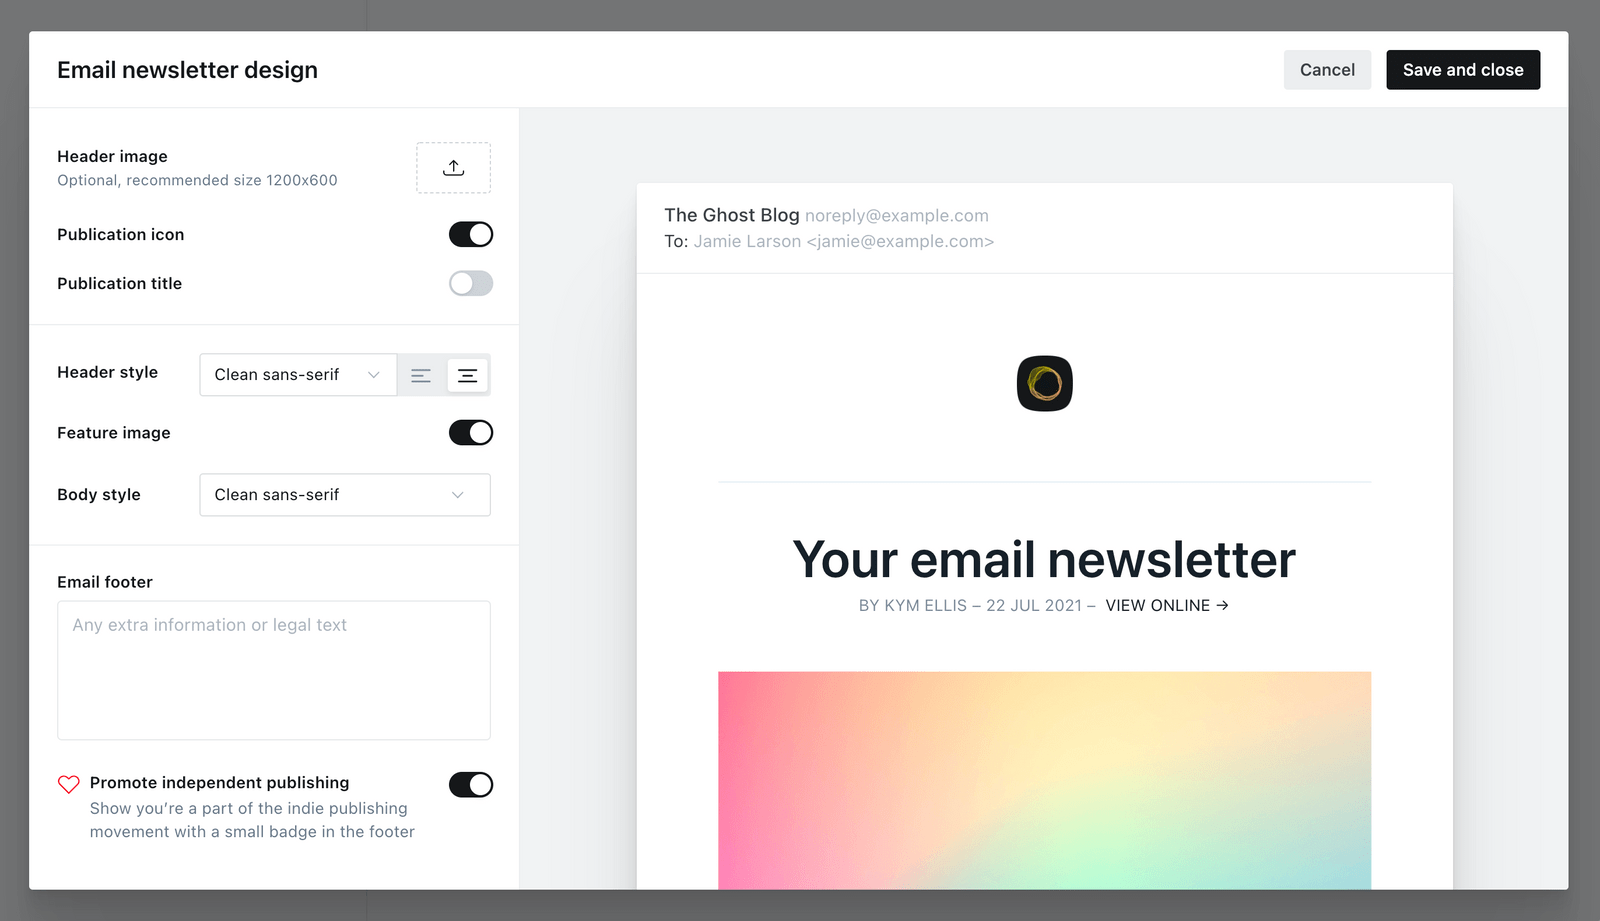 Email newsletter design
Cancel
Save and close
Header image
Optional, recommended size 1200x600
Publication icon
Publication title
Header style
Clean sans-serif
Feature image
Body style
Clean sans-serif
Email footer
Any extra information or legal text
Promote independent publishing
Show you’re a part of the indie publishing
movement with a small badge in the footer
The Ghost Blog noreply@example.com
To: Jamie Larson <jamie@example.com>
Your email newsletter
BY KYM ELLIS – 22 JUL 2021 – VIEW ONLINE →